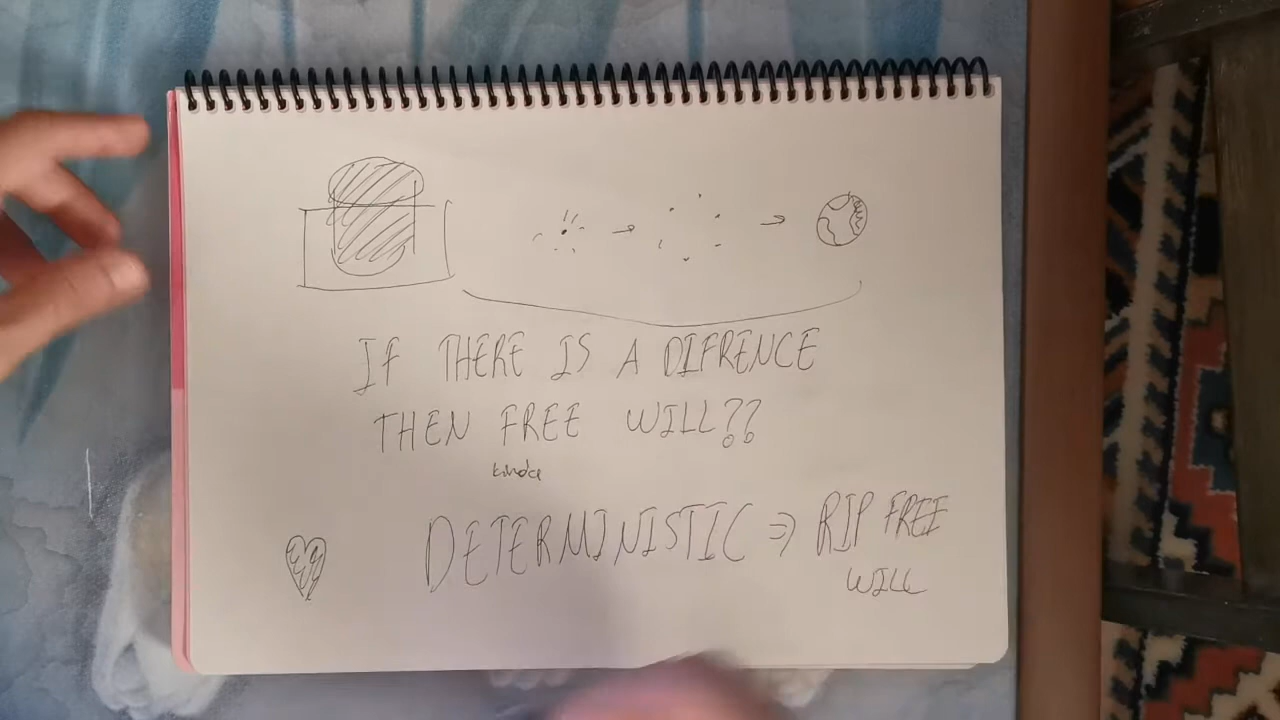 IF THERE IS A DIFRENCE
THEN FREE WILL??
kinda
DETERMINISTIC => RIP FREE
WILL